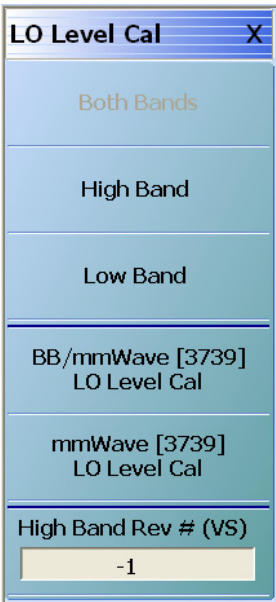 LO Level Cal X
Both Bands
High Band
Low Band
BB/mmWave [3739]
LO Level Cal
mmWave [3739]
LO Level Cal
High Band Rev # (VS)
-1